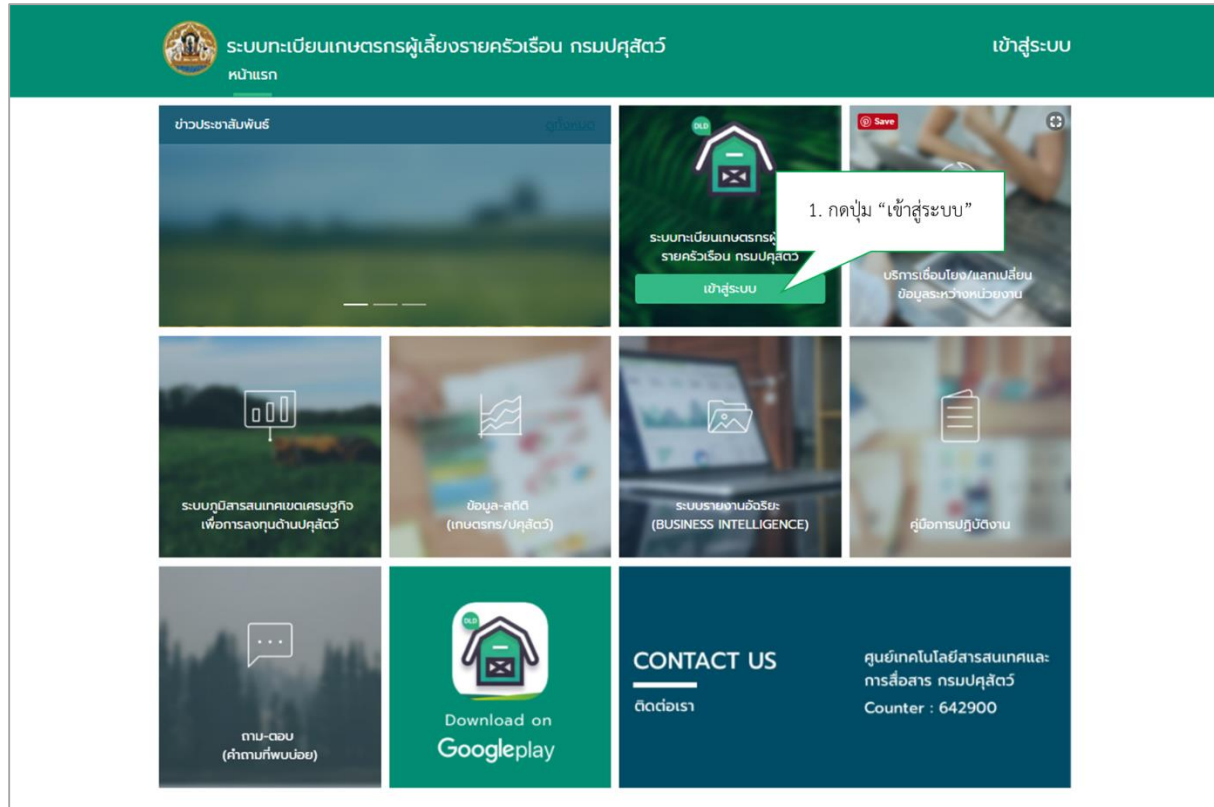 ระบบทะเบียนเกษตรกรผู้เลี้ยงรายครัวเรือน กรมปศุสัตว์
เข้าสู่ระบบ
หน้าแรก
ข่าวประชาสัมพันธ์
ดูทั้งหมด
DLD
ระบบทะเบียนเกษตรกรผู้
รายครัวเรือน กรมปศุสัตว์
เข้าสู่ระบบ
Save
1. กดปุ่ม “เข้าสู่ระบบ”
บริการเชื่อมโยง/แลกเปลี่ยน
ข้อมูลระหว่างหน่วยงาน
ระบบภูมิสารสนเทศเขตเศรษฐกิจ
เพื่อการลงทุนด้านปศุสัตว์
ข้อมูล-สถิติ
(เกษตรกร/ปศุสัตว์)
ระบบรายงานอัจริยะ
(BUSINESS INTELLIGENCE)
คู่มือการปฏิบัติงาน
ถาม-ตอบ
(คำถามที่พบบ่อย)
DLD
Download on
Googleplay
CONTACT US
ติดต่อเรา
ศูนย์เทคโนโลยีสารสนเทศและ
การสื่อสาร กรมปศุสัตว์
Counter : 642900